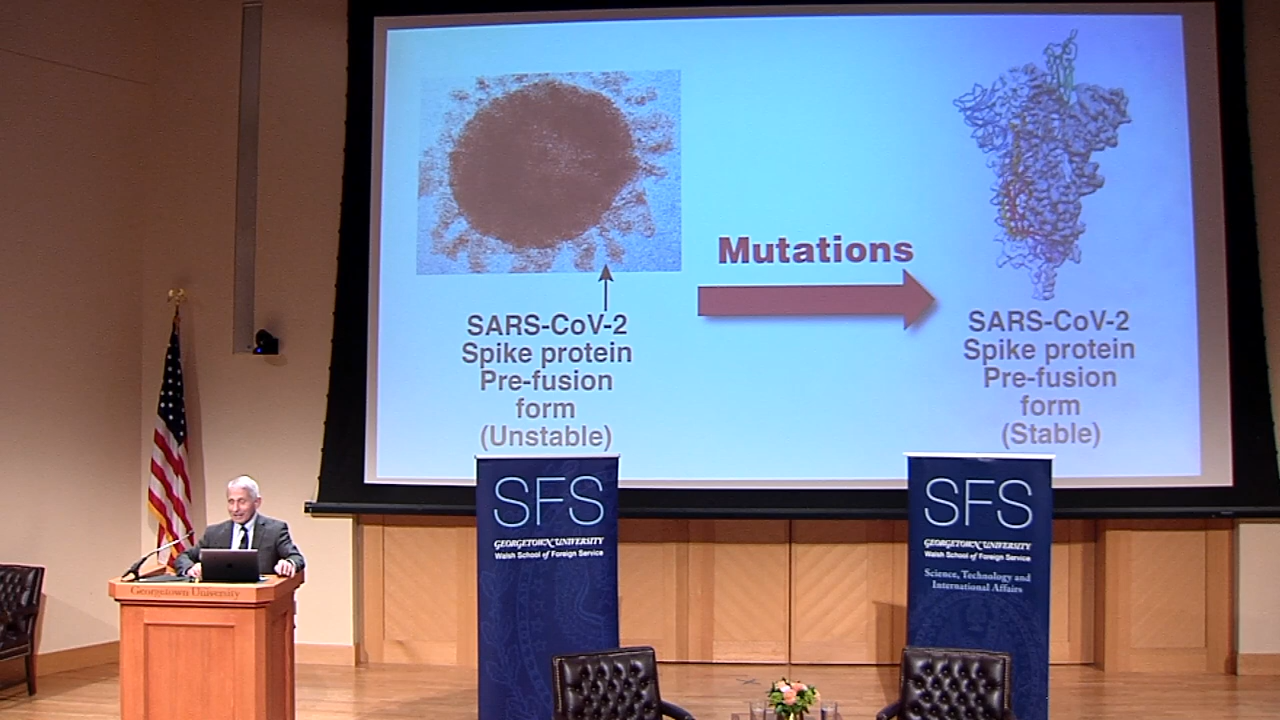 Mutations
SARS-CoV-2
Spike protein
Pre-fusion
form
(Unstable)
SARS-CoV-2
Spike protein
Pre-fusion
form
(Stable)
SFS
GEORGETOWN UNIVERSITY
Walsh School of Foreign Service
SFS
GEORGETOWN UNIVERSITY
Walsh School of Foreign Service
Science, Technology and
International Affairs
Georgetown University